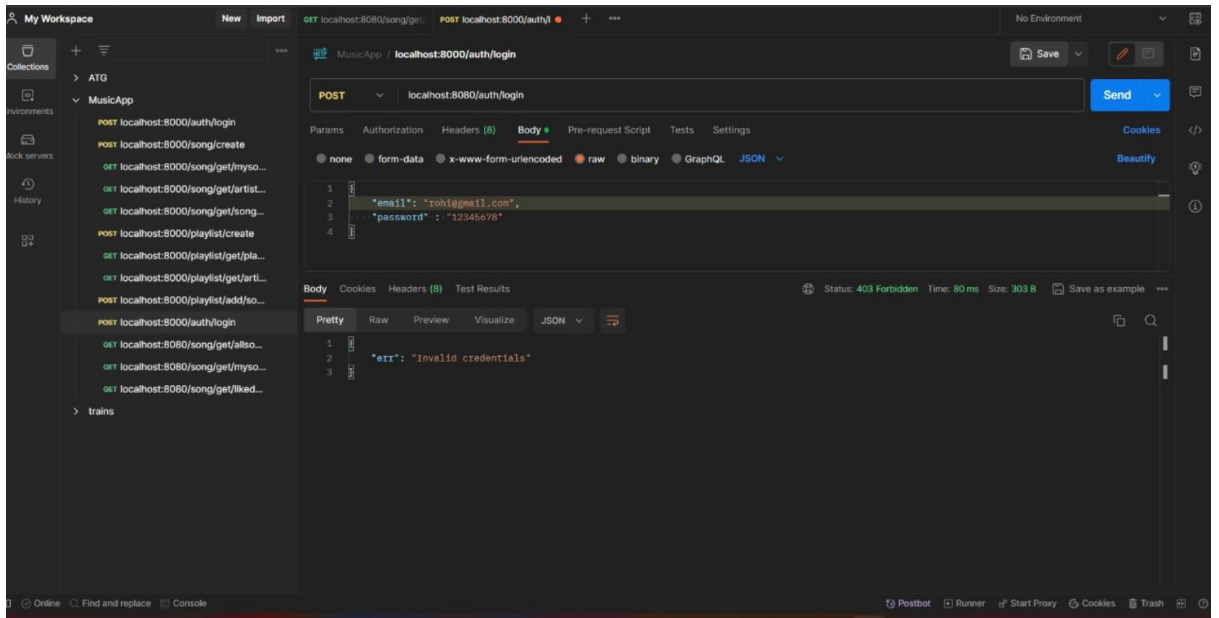 My Workspace New Import
GET localhost:8080/song/get/ POST localhost:8000/auth/l No Environment
Collections
MusicApp / localhost:8000/auth/login Save
ATG
MusicApp
POST localhost:8080/auth/login Send
Environments
POST localhost:8000/auth/login
Params Authorization Headers (8) Body Pre-request Script Tests Settings Cookies
POST localhost:8000/song/create
Mock servers
none form-data x-www-form-urlencoded raw binary GraphQL JSON Beautify
GET localhost:8000/song/get/myso...
GET localhost:8000/song/get/artist...
History
GET localhost:8000/song/get/song...
POST localhost:8000/playlist/create
GET localhost:8000/playlist/get/pla...
GET localhost:8000/playlist/get/arti...
POST localhost:8000/playlist/add/so...
POST localhost:8000/auth/login
GET localhost:8080/song/get/allso...
GET localhost:8080/song/get/myso...
GET localhost:8080/song/get/liked...
trains
1 {
2 "email": "rohi@gmail.com",
3 "password" : "12345678"
4 }
Body Cookies Headers (8) Test Results Status: 403 Forbidden Time: 80 ms Size: 303 B Save as example
Pretty Raw Preview Visualize JSON
1 {
2 "err": "Invalid credentials"
3 }
Online Find and replace Console Postbot Runner Start Proxy Cookies Trash